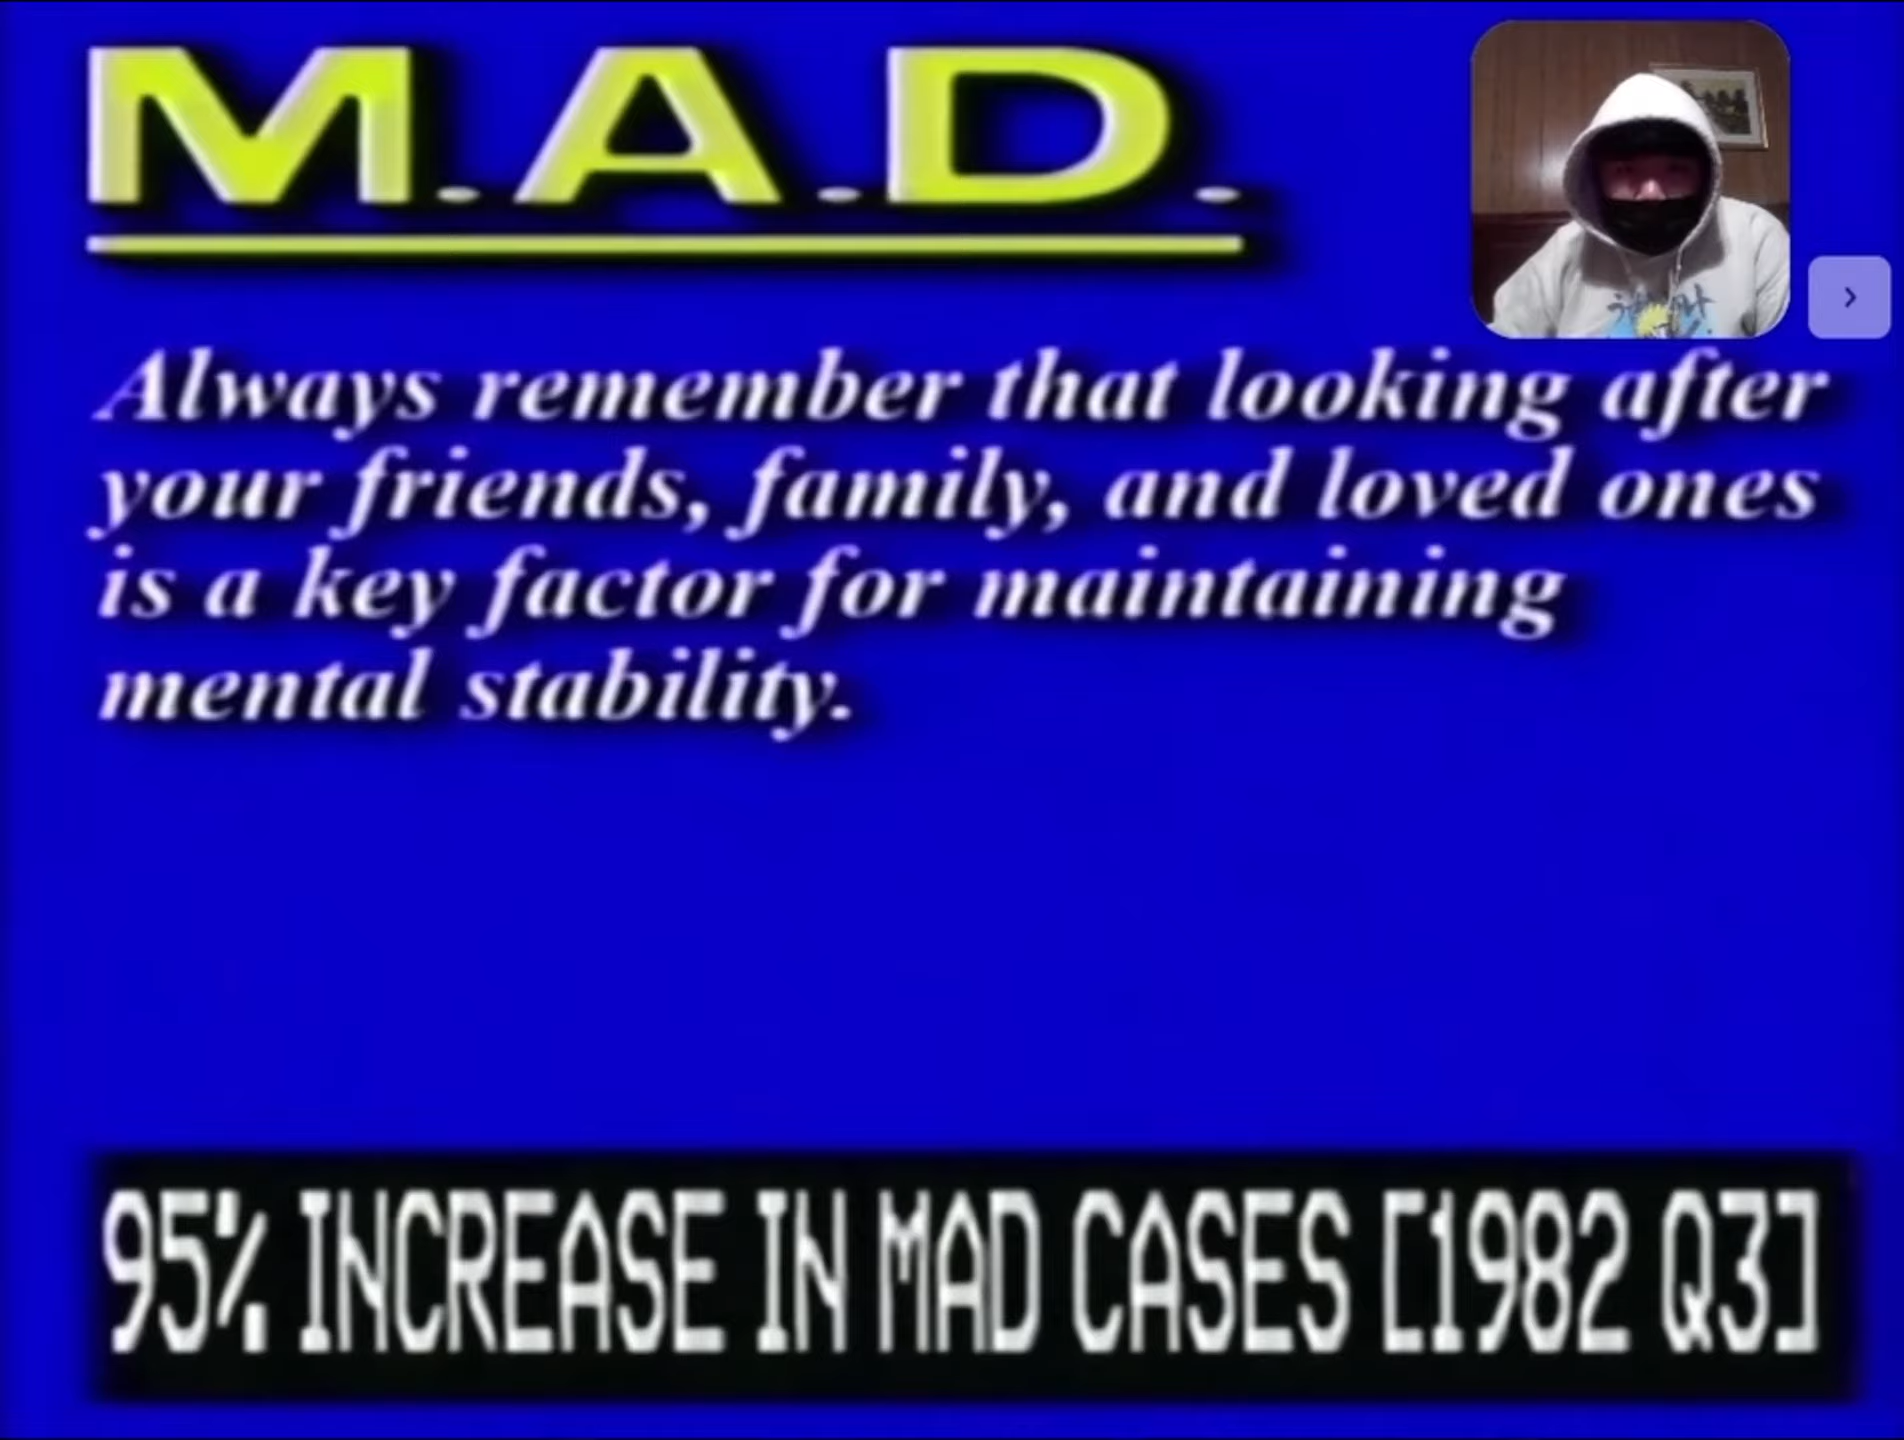 M.A.D.
Always remember that looking after
your friends, family, and loved ones
is a key factor for maintaining
mental stability.
95% INCREASE IN MAD CASES [1982 Q3]